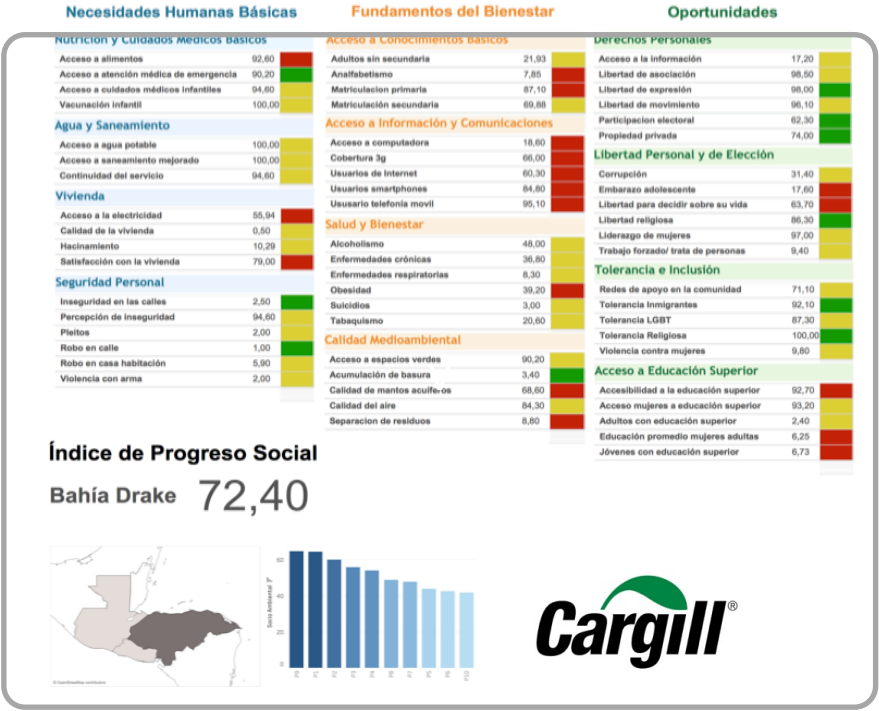 Necesidades Humanas Básicas
Nutrición y Cuidados Médicos Básicos
Acceso a alimentos 92,60
Acceso a atención médica de emergencia 90,20
Acceso a cuidados médicos infantiles 94,60
Vacunación infantil 100,00
Agua y Saneamiento
Acceso a agua potable 100,00
Acceso a saneamiento mejorado 100,00
Continuidad del servicio 94,60
Vivienda
Acceso a la electricidad 55,94
Calidad de la vivienda 0,50
Hacinamiento 10,29
Satisfacción con la vivienda 79,00
Seguridad Personal
Inseguridad en las calles 2,50
Percepción de inseguridad 94,60
Pleitos 2,00
Robo en calle 1,00
Robo en casa habitación 5,90
Violencia con arma 2,00
Fundamentos del Bienestar
Acceso a Conocimientos Básicos
Adultos sin secundaria 21,93
Analfabetismo 7,85
Matriculacion primaria 87,10
Matriculación secundaria 69,88
Acceso a Información y Comunicaciones
Acceso a computadora 18,60
Cobertura 3g 66,00
Usuarios de Internet 60,30
Usuarios smartphones 84,80
Ususario telefonía movil 95,10
Salud y Bienestar
Alcoholismo 48,00
Enfermedades crónicas 36,80
Enfermedades respiratorias 8,30
Obesidad 39,20
Suicidios 3,00
Tabaquismo 20,60
Calidad Medioambiental
Acceso a espacios verdes 90,20
Acumulación de basura 3,40
Calidad de mantos acuíferos 68,60
Calidad del aire 84,30
Separacion de residuos 8,80
Oportunidades
Derechos Personales
Acceso a la información 17,20
Libertad de asociación 98,50
Libertad de expresión 98,00
Libertad de movimiento 96,10
Participacion electoral 62,30
Propiedad privada 74,00
Libertad Personal y de Elección
Corrupción 31,40
Embarazo adolescente 17,60
Libertad para decidir sobre su vida 63,70
Libertad religiosa 86,30
Liderazgo de mujeres 97,00
Trabajo forzado/ trata de personas 9,40
Tolerancia e Inclusión
Redes de apoyo en la comunidad 71,10
Tolerancia Inmigrantes 92,10
Tolerancia LGBT 87,30
Tolerancia Religiosa 100,00
Violencia contra mujeres 9,80
Acceso a Educación Superior
Accesibilidad a la educación superior 92,70
Acceso mujeres a educación superior 93,20
Adultos con educación superior 2,40
Educación promedio mujeres adultas 6,25
Jóvenes con educación superior 6,73
Índice de Progreso Social
Bahía Drake 72,40
© OpenStreetMap contributors
Socio Ambiental
60
40
20
0
Cargill®